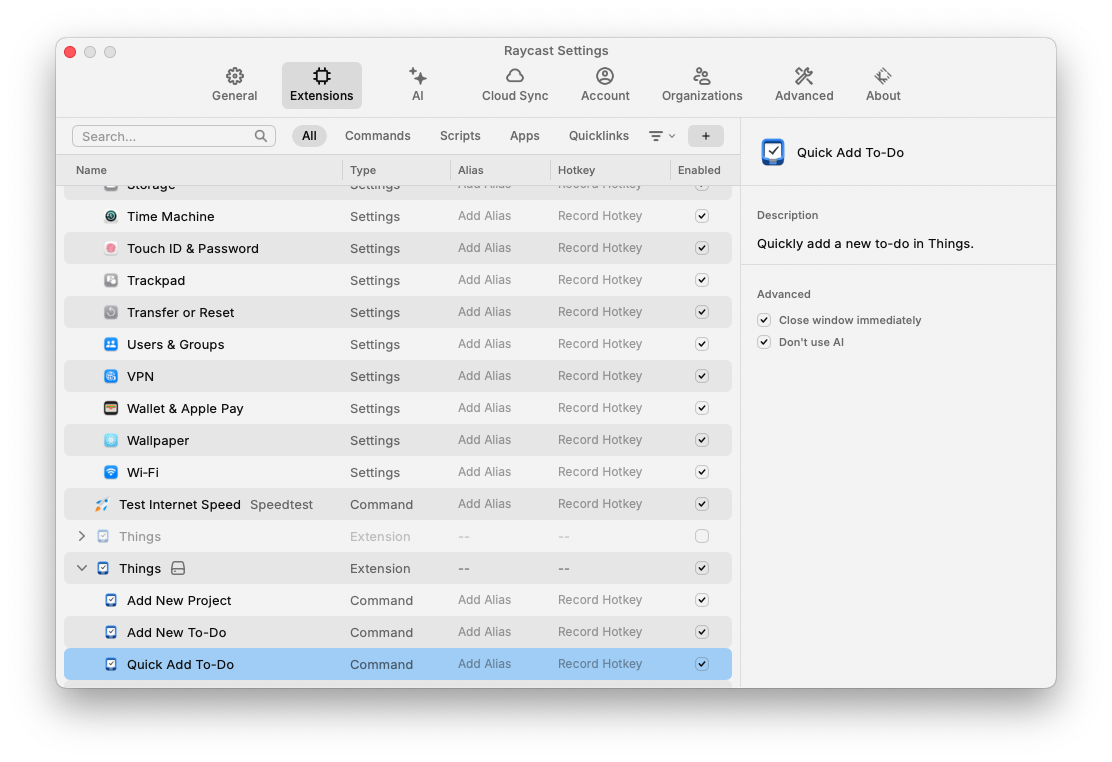 Raycast Settings
General Extensions AI Cloud Sync Account Organizations Advanced About
Search... All Commands Scripts Apps Quicklinks +
Name Type Alias Hotkey Enabled
Storage Settings Add Alias Record Hotkey
Time Machine Settings Add Alias Record Hotkey
Touch ID & Password Settings Add Alias Record Hotkey
Trackpad Settings Add Alias Record Hotkey
Transfer or Reset Settings Add Alias Record Hotkey
Users & Groups Settings Add Alias Record Hotkey
VPN Settings Add Alias Record Hotkey
Wallet & Apple Pay Settings Add Alias Record Hotkey
Wallpaper Settings Add Alias Record Hotkey
Wi-Fi Settings Add Alias Record Hotkey
Test Internet Speed Speedtest Command Add Alias Record Hotkey
Things Extension -- --
Things Extension -- --
Add New Project Command Add Alias Record Hotkey
Add New To-Do Command Add Alias Record Hotkey
Quick Add To-Do Command Add Alias Record Hotkey
Quick Add To-Do
Description
Quickly add a new to-do in Things.
Advanced
Close window immediately
Don't use AI